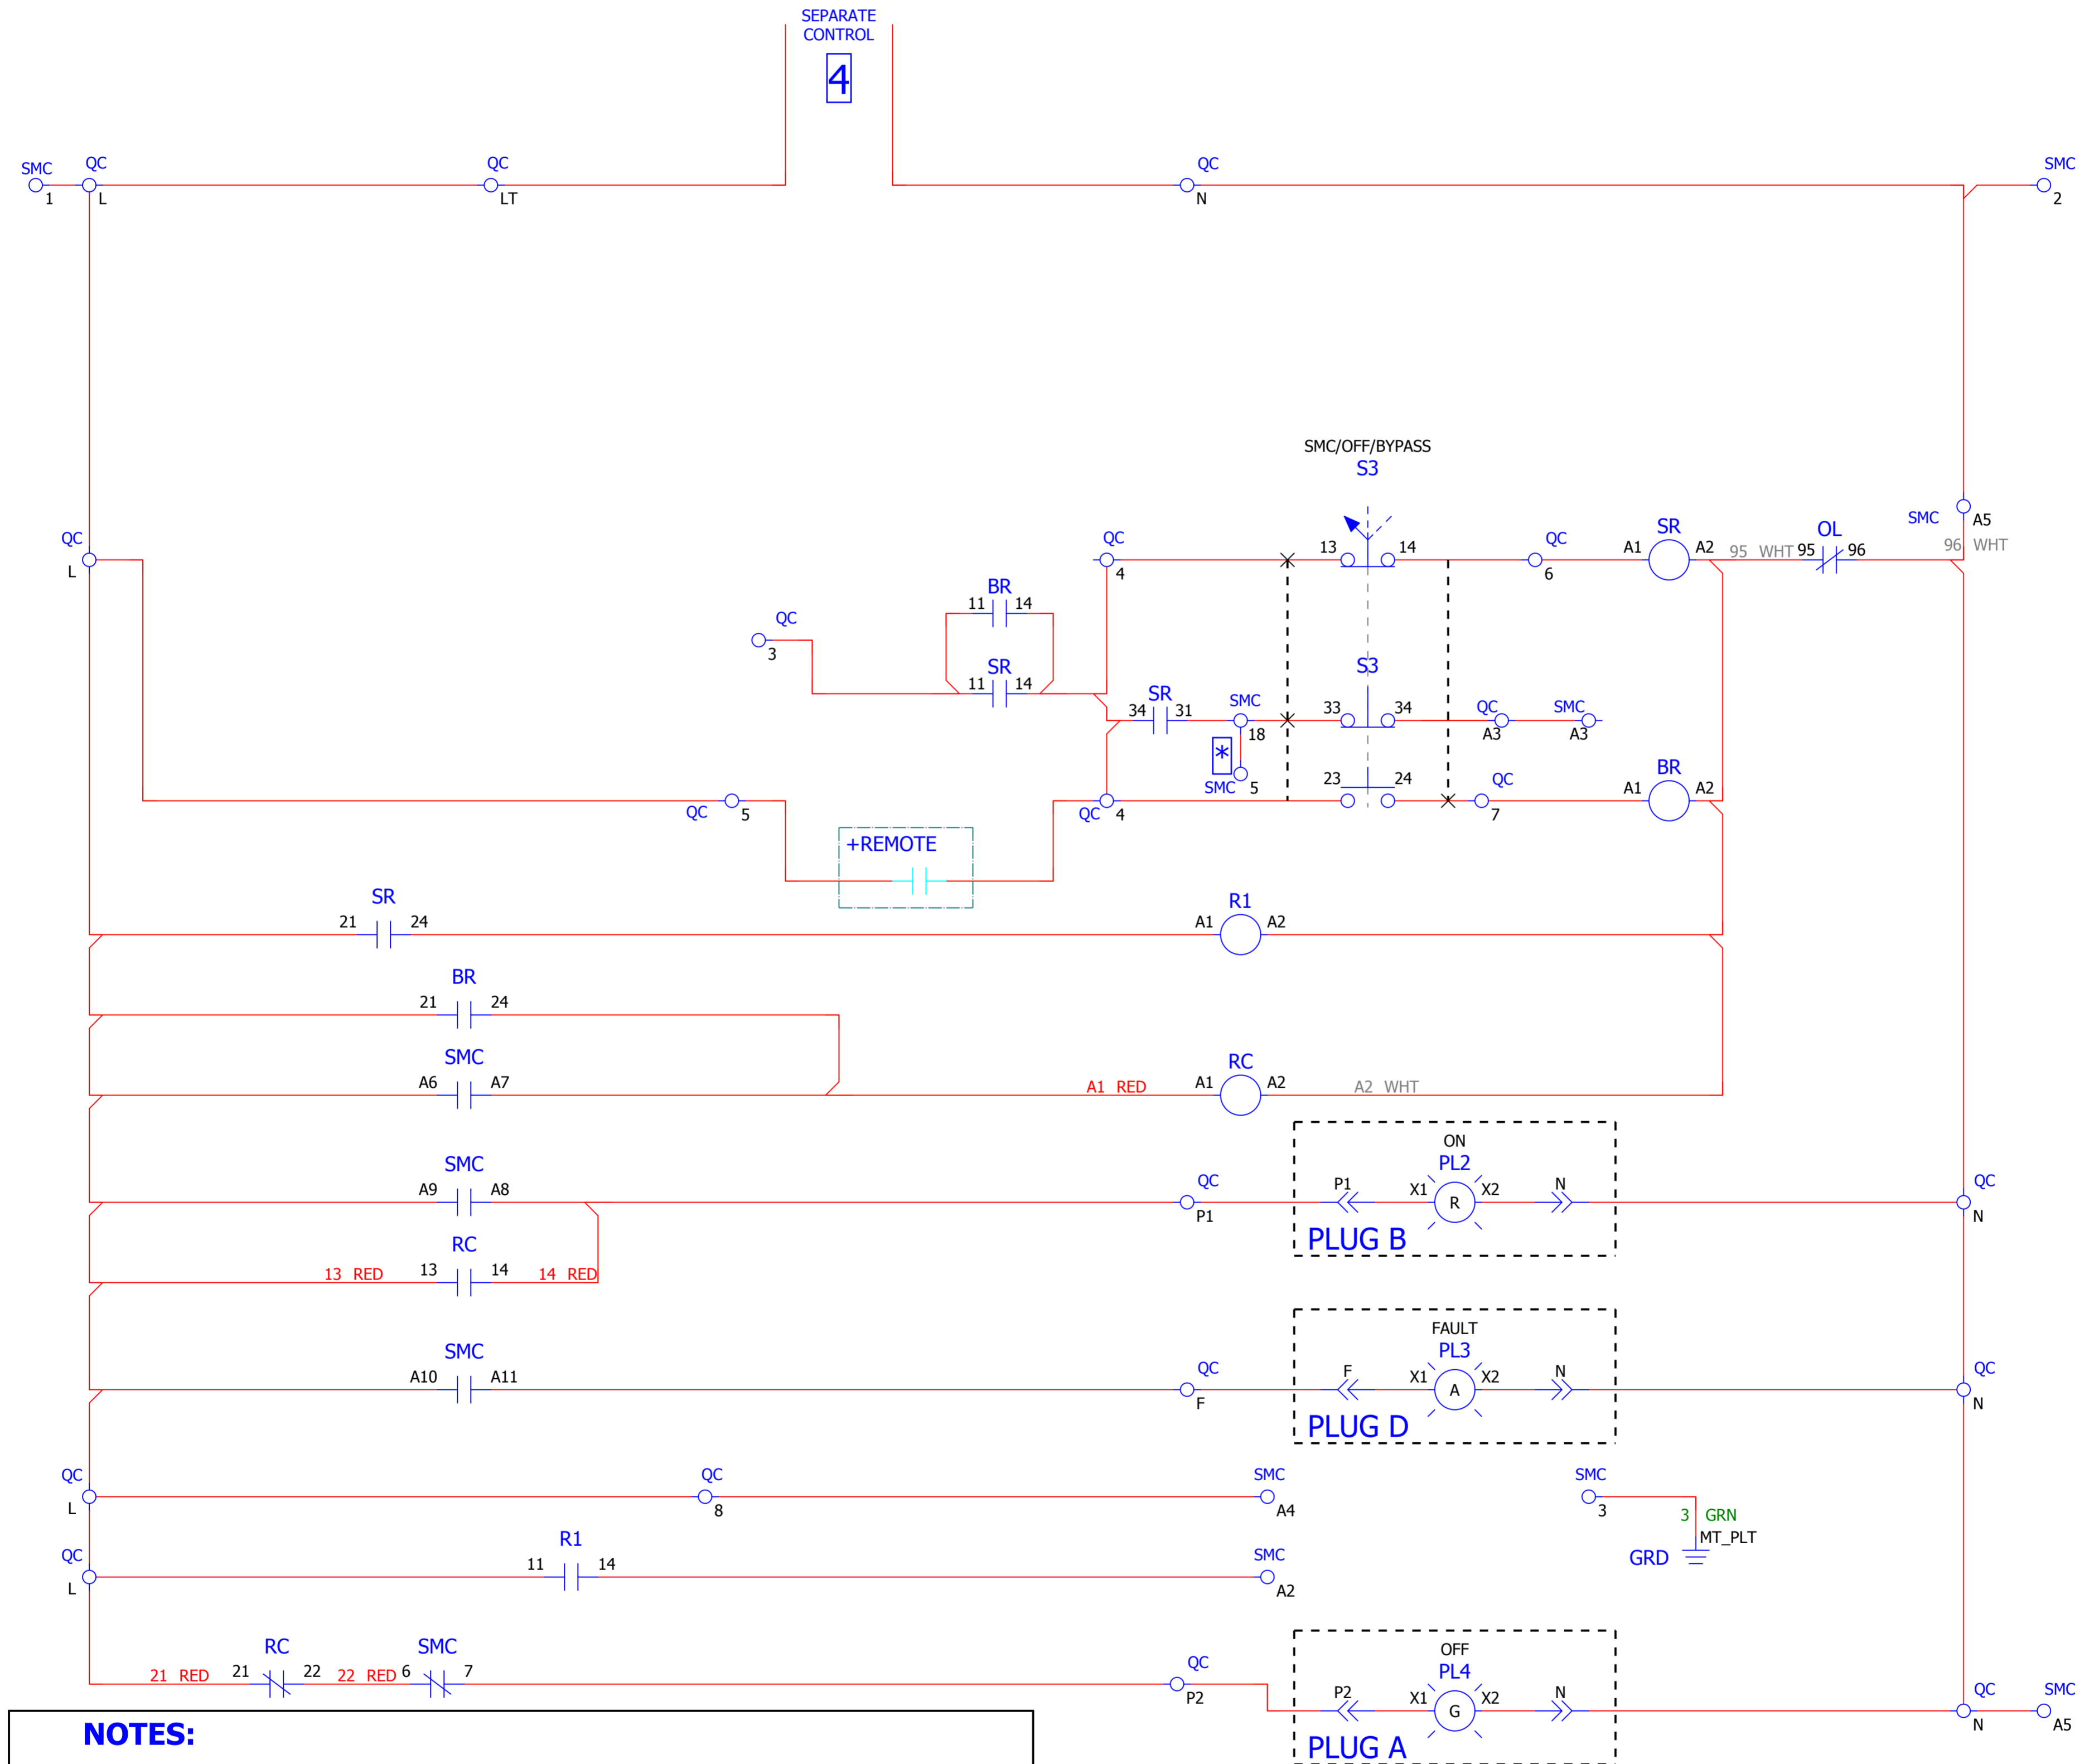 SEPARATE
CONTROL
4
SMC
1
QC
L
QC
LT
QC
N
SMC
2
SMC/OFF/BYPASS
S3
QC
L
QC
4
13
14
QC
6
SR
A1
A2
95 WHT
OL
95
96
SMC
A5
96 WHT
BR
11
14
QC
3
SR
11
14
S3
SR
34
31
SMC
18
33
34
QC
A3
SMC
A3
*
SMC
5
23
24
QC
7
BR
A1
A2
QC
5
QC
4
+REMOTE
SR
21
24
R1
A1
A2
BR
21
24
SMC
A6
A7
A1 RED
RC
A1
A2
A2 WHT
SMC
A9
A8
QC
P1
ON
PL2
P1
X1
R
X2
N
PLUG B
QC
N
RC
13 RED
13
14
14 RED
SMC
A10
A11
QC
F
FAULT
PL3
F
X1
A
X2
N
PLUG D
QC
N
QC
L
QC
8
SMC
A4
SMC
3
3 GRN
MT_PLT
GRD
QC
L
R1
11
14
SMC
A2
RC
21 RED
21
22
22 RED
SMC
6
7
QC
P2
OFF
PL4
P2
X1
G
X2
N
PLUG A
QC
N
SMC
A5
NOTES: